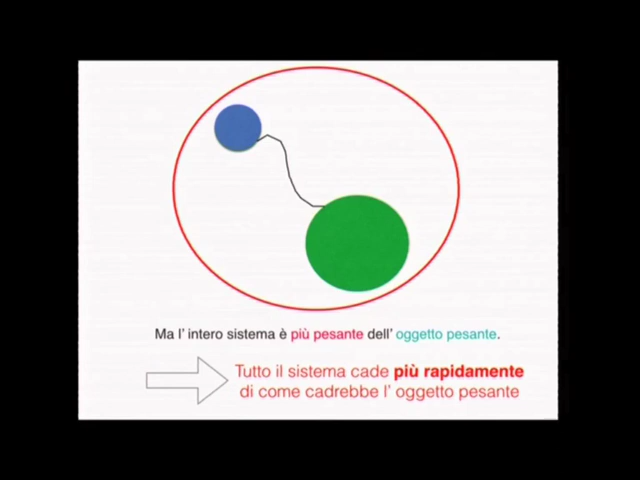 Ma l' intero sistema è più pesante dell' oggetto pesante.
Tutto il sistema cade più rapidamente
di come cadrebbe l' oggetto pesante